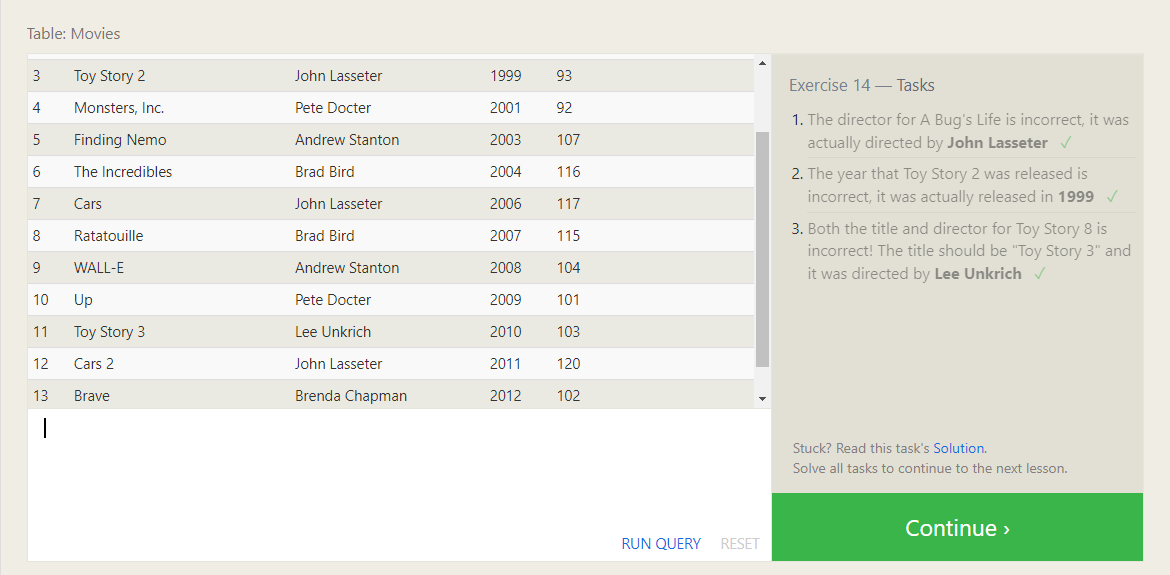 Table: Movies
3 Toy Story 2 John Lasseter 1999 93
4 Monsters, Inc. Pete Docter 2001 92
5 Finding Nemo Andrew Stanton 2003 107
6 The Incredibles Brad Bird 2004 116
7 Cars John Lasseter 2006 117
8 Ratatouille Brad Bird 2007 115
9 WALL-E Andrew Stanton 2008 104
10 Up Pete Docter 2009 101
11 Toy Story 3 Lee Unkrich 2010 103
12 Cars 2 John Lasseter 2011 120
13 Brave Brenda Chapman 2012 102
RUN QUERY RESET
Exercise 14 — Tasks
1. The director for A Bug's Life is incorrect, it was
actually directed by John Lasseter ✓
2. The year that Toy Story 2 was released is
incorrect, it was actually released in 1999 ✓
3. Both the title and director for Toy Story 8 is
incorrect! The title should be "Toy Story 3" and
it was directed by Lee Unkrich ✓
Stuck? Read this task's Solution.
Solve all tasks to continue to the next lesson.
Continue ›